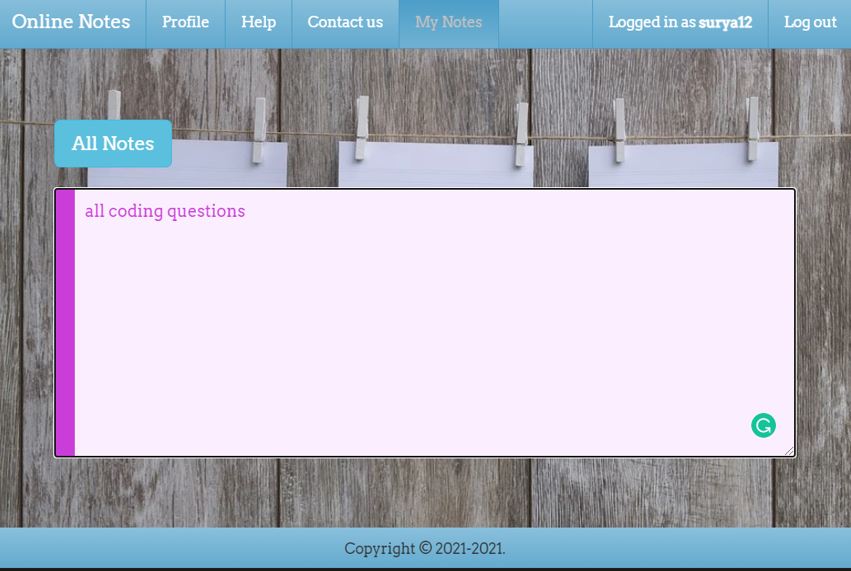 Online Notes Profile Help Contact us My Notes Logged in as surya12 Log out
All Notes
all coding questions
Copyright © 2021-2021.